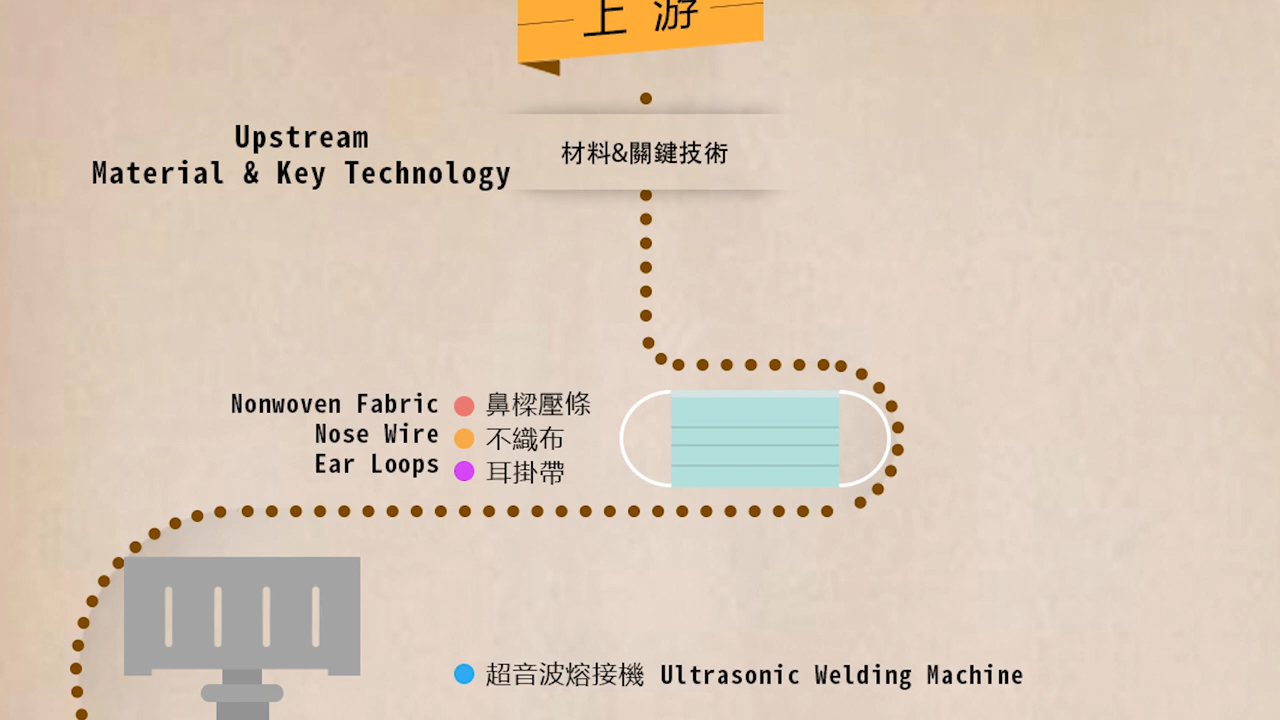 上 游
Upstream
Material & Key Technology
材料&關鍵技術
Nonwoven Fabric 鼻樑壓條
Nose Wire 不織布
Ear Loops 耳掛帶
超音波熔接機 Ultrasonic Welding Machine